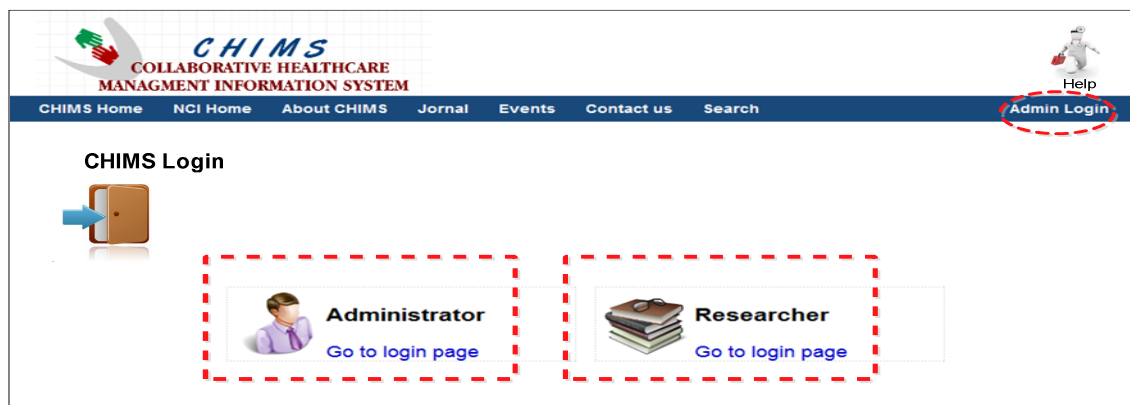 CHIMS
COLLABORATIVE HEALTHCARE
MANAGMENT INFORMATION SYSTEM
Help
CHIMS Home NCI Home About CHIMS Jornal Events Contact us Search Admin Login
CHIMS Login
Administrator
Go to login page
Researcher
Go to login page